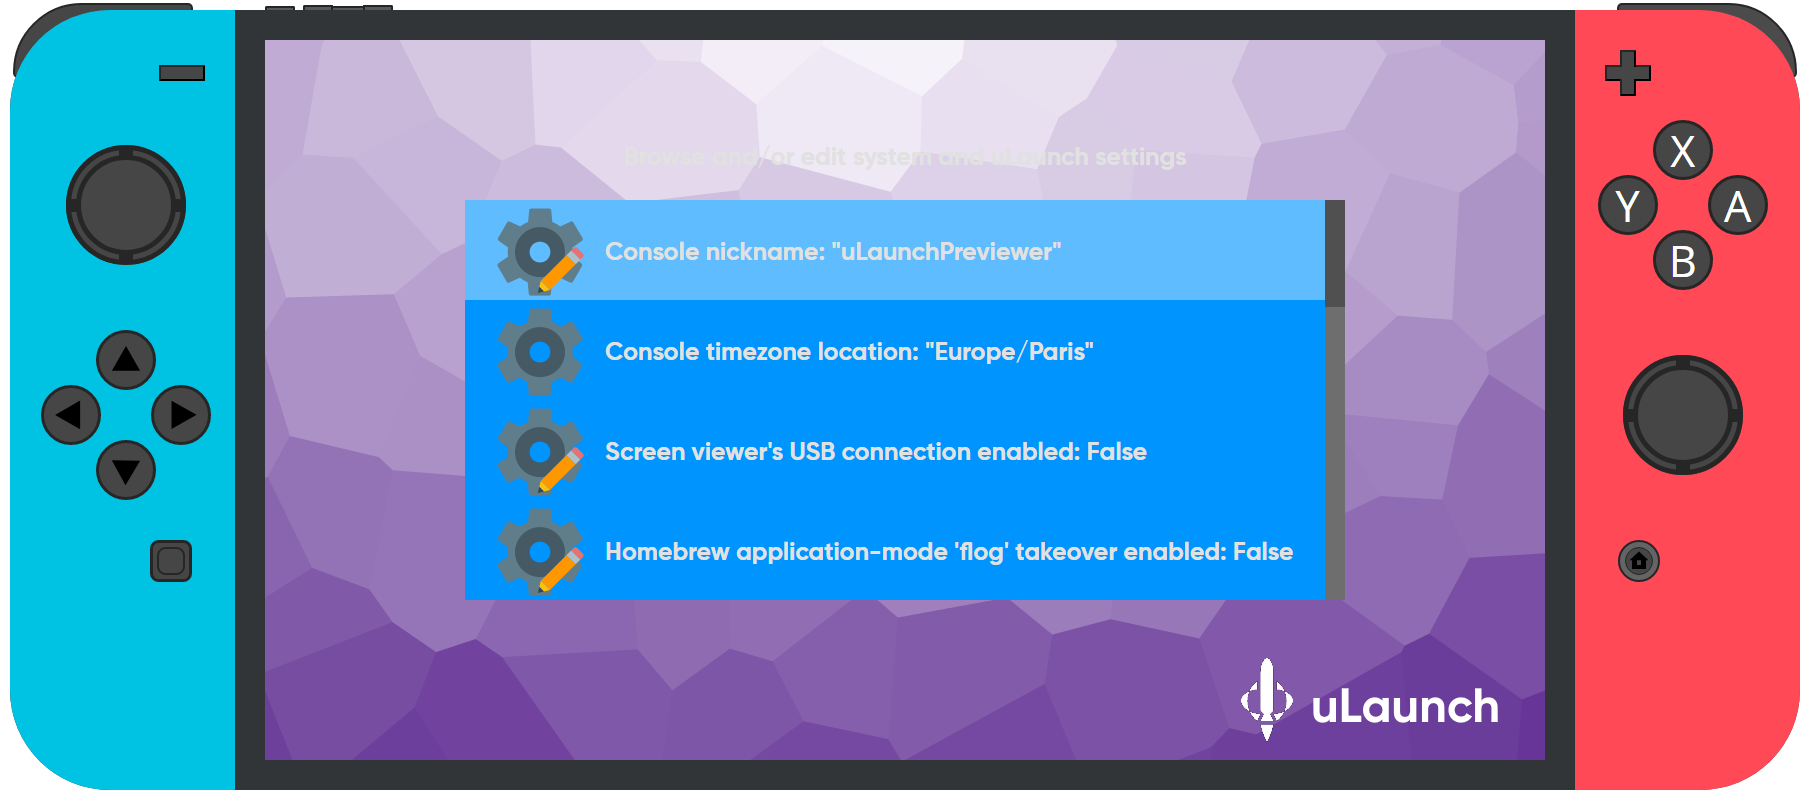 Browse and/or edit system and uLaunch settings
Console nickname: "uLaunchPreviewer"
Console timezone location: "Europe/Paris"
Screen viewer's USB connection enabled: False
Homebrew application-mode 'flog' takeover enabled: False
uLaunch
X
Y
A
B